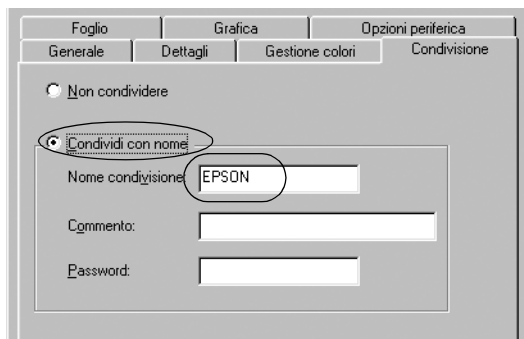 Foglio Grafica Opzioni periferica
Generale Dettagli Gestione colori Condivisione
Non condividere
Condividi con nome
Nome condivisione: EPSON
Commento:
Password: